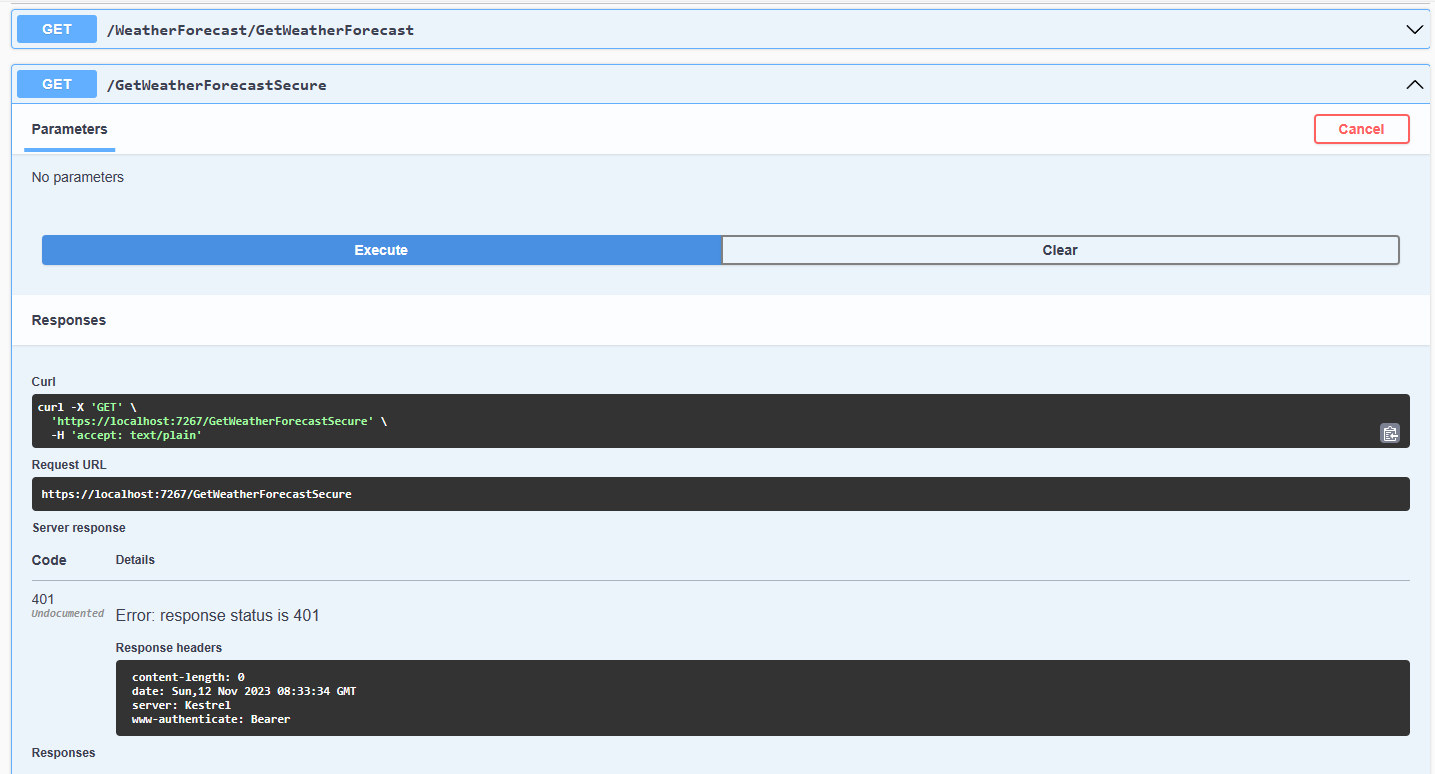 GET /WeatherForecast/GetWeatherForecast
GET /GetWeatherForecastSecure
Parameters Cancel
No parameters
Execute Clear
Responses
Curl
curl -X 'GET' \
'https://localhost:7267/GetWeatherForecastSecure' \
-H 'accept: text/plain'
Request URL
https://localhost:7267/GetWeatherForecastSecure
Server response
Code Details
401
Undocumented
Error: response status is 401
Response headers
content-length: 0
date: Sun,12 Nov 2023 08:33:34 GMT
server: Kestrel
www-authenticate: Bearer
Responses